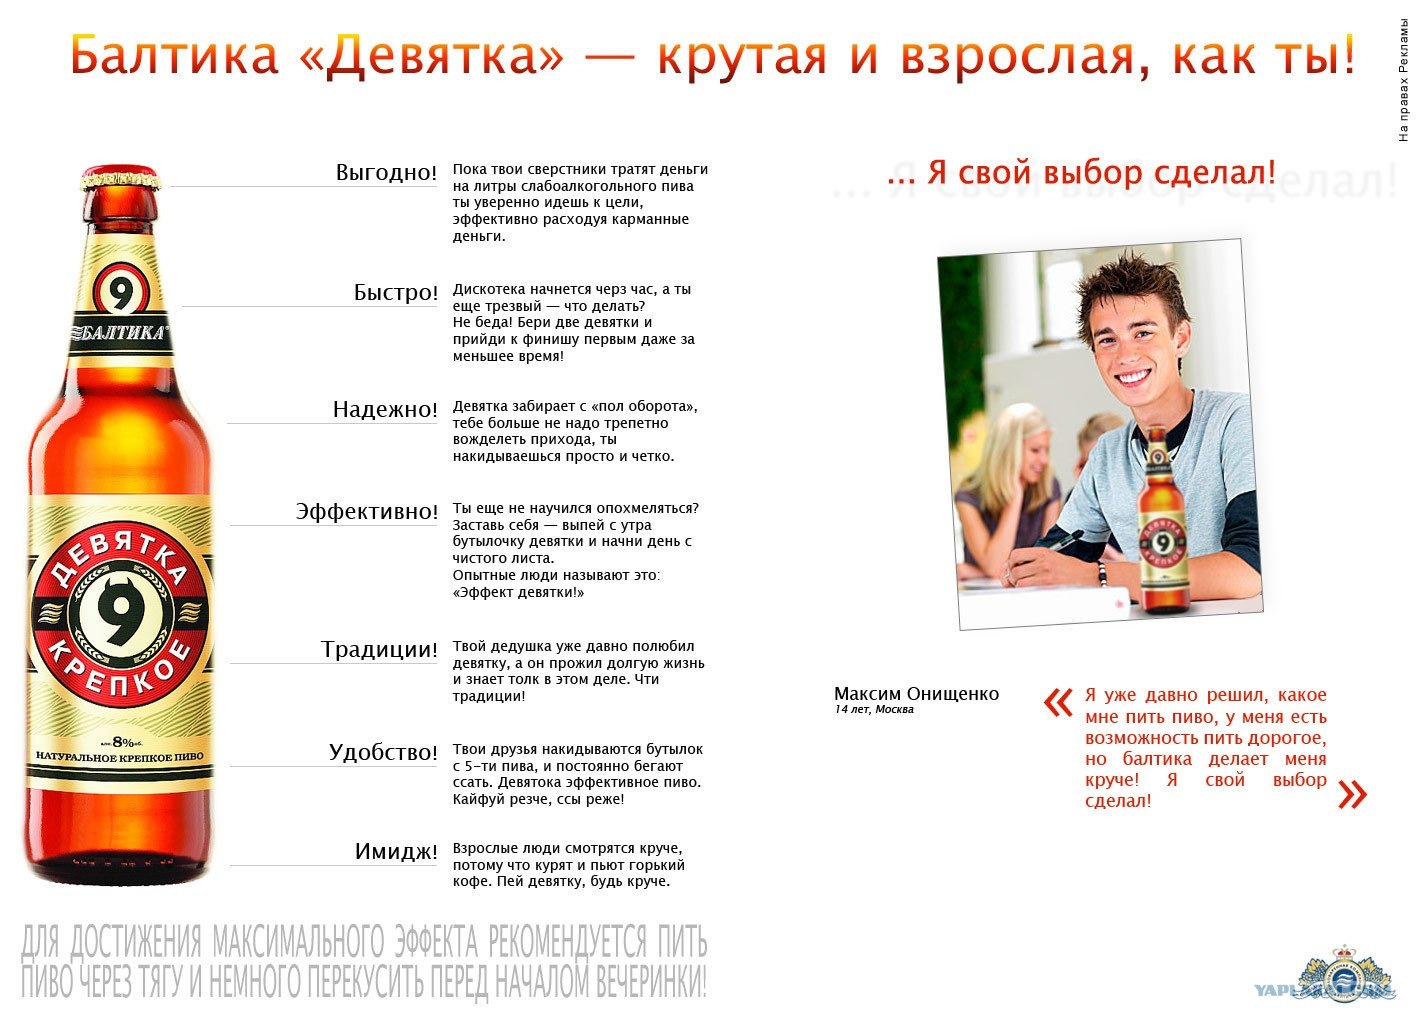 Балтика «Девятка» — крутая и взрослая, как ты!
На правах Рекламы
Выгодно!
Пока твои сверстники тратят деньги
на литры слабоалкогольного пива
ты уверенно идешь к цели,
эффективно расходуя карманные
деньги.
Быстро!
Дискотека начнется черз час, а ты
еще трезвый — что делать?
Не беда! Бери две девятки и
прийди к финишу первым даже за
меньшее время!
Надежно!
Девятка забирает с «пол оборота»,
тебе больше не надо трепетно
вожделеть прихода, ты
накидываешься просто и четко.
Эффективно!
Ты еще не научился опохмеляться?
Заставь себя — выпей с утра
бутылочку девятки и начни день с
чистого листа.
Опытные люди называют это:
«Эффект девятки!»
Традиции!
Твой дедушка уже давно полюбил
девятку, а он прожил долгую жизнь
и знает толк в этом деле. Чти
традиции!
Удобство!
Твои друзья накидываются бутылок
с 5-ти пива, и постоянно бегают
ссать. Девятока эффективное пиво.
Кайфуй резче, ссы реже!
Имидж!
Взрослые люди смотрятся круче,
потому что курят и пьют горький
кофе. Пей девятку, будь круче.
ДЛЯ ДОСТИЖЕНИЯ МАКСИМАЛЬНОГО ЭФФЕКТА РЕКОМЕНДУЕТСЯ ПИТЬ
ПИВО ЧЕРЕЗ ТЯГУ И НЕМНОГО ПЕРЕКУСИТЬ ПЕРЕД НАЧАЛОМ ВЕЧЕРИНКИ!
9
БАЛТИКА
ДЕВЯТКА
9
КРЕПКОЕ
алк. 8% об.
НАТУРАЛЬНОЕ КРЕПКОЕ ПИВО
... Я свой выбор сделал!
... Я свой выбор сделал!
БАЛТИКА
ДЕВЯТКА
9
КРЕПКОЕ
Максим Онищенко
14 лет, Москва
« Я уже давно решил, какое
мне пить пиво, у меня есть
возможность пить дорогое,
но балтика делает меня
круче! Я свой выбор
сделал! »